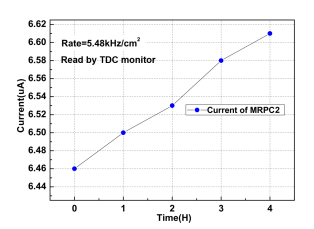 6.62
6.60
6.58
6.56
6.54
6.52
6.50
6.48
6.46
6.44
Current(uA)
Rate=5.48kHz/cm²
Read by TDC monitor
Current of MRPC2
0 1 2 3 4
Time(H)